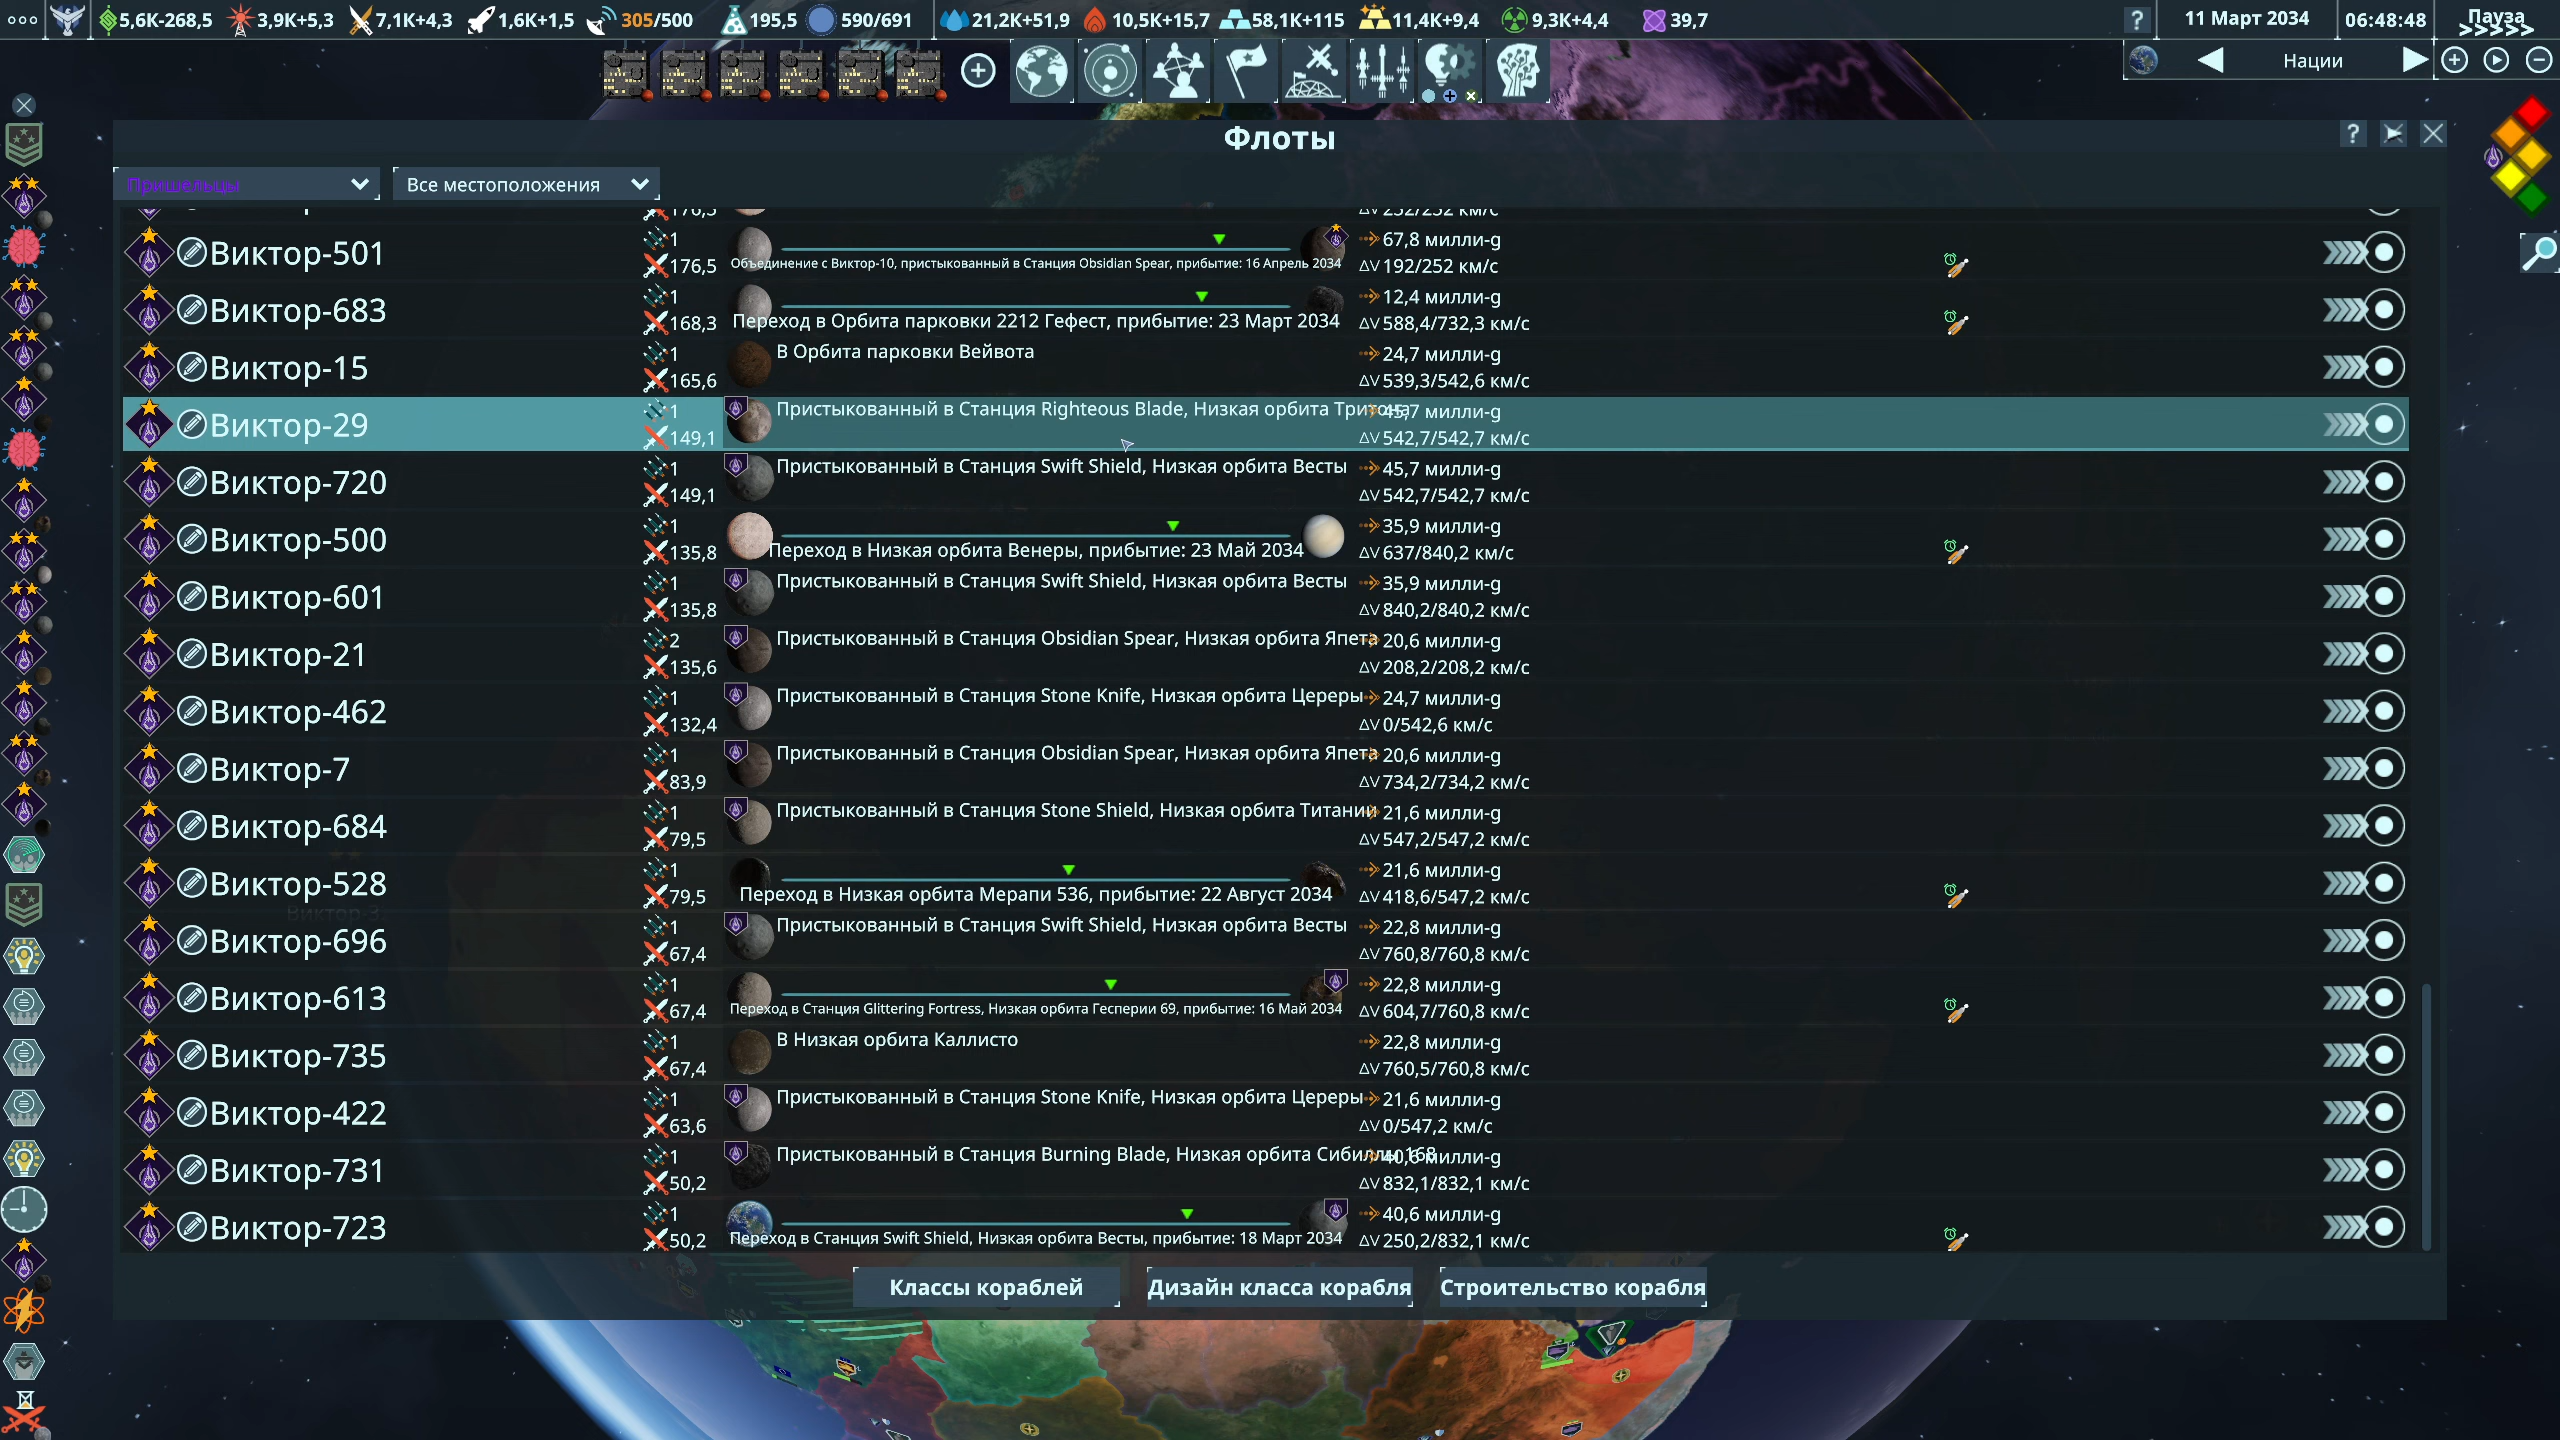 5,6K-268,5 3,9K+5,3 7,1K+4,3 1,6K+1,5 305/500 195,5 590/691 21,2K+51,9 10,5K+15,7 58,1K+115 11,4K+9,4 9,3K+4,4 39,7 ? 11 Март 2034 06:48:48 Пауза
>>>>>
Нации
Флоты
?
Пришельцы Все местоположения
176,5 252/252 км/с
Виктор-501 1 67,8 милли-g
176,5 Объединение с Виктор-10, пристыкованный в Станция Obsidian Spear, прибытие: 16 Апрель 2034 ΔV 192/252 км/с
Виктор-683 1 12,4 милли-g
168,3 Переход в Орбита парковки 2212 Гефест, прибытие: 23 Март 2034 ΔV 588,4/732,3 км/с
Виктор-15 1 В Орбита парковки Вейвота 24,7 милли-g
165,6 ΔV 539,3/542,6 км/с
Виктор-29 1 Пристыкованный в Станция Righteous Blade, Низкая орбита Тритона 45,7 милли-g
149,1 ΔV 542,7/542,7 км/с
Виктор-720 1 Пристыкованный в Станция Swift Shield, Низкая орбита Весты 45,7 милли-g
149,1 ΔV 542,7/542,7 км/с
Виктор-500 1 35,9 милли-g
135,8 Переход в Низкая орбита Венеры, прибытие: 23 Май 2034 ΔV 637/840,2 км/с
Виктор-601 1 Пристыкованный в Станция Swift Shield, Низкая орбита Весты 35,9 милли-g
135,8 ΔV 840,2/840,2 км/с
Виктор-21 2 Пристыкованный в Станция Obsidian Spear, Низкая орбита Япета 20,6 милли-g
135,6 ΔV 208,2/208,2 км/с
Виктор-462 1 Пристыкованный в Станция Stone Knife, Низкая орбита Цереры 24,7 милли-g
132,4 ΔV 0/542,6 км/с
Виктор-7 1 Пристыкованный в Станция Obsidian Spear, Низкая орбита Япета 20,6 милли-g
83,9 ΔV 734,2/734,2 км/с
Виктор-684 1 Пристыкованный в Станция Stone Shield, Низкая орбита Титании 21,6 милли-g
79,5 ΔV 547,2/547,2 км/с
Виктор-528 1 21,6 милли-g
79,5 Переход в Низкая орбита Мерапи 536, прибытие: 22 Август 2034 ΔV 418,6/547,2 км/с
Виктор-696 1 Пристыкованный в Станция Swift Shield, Низкая орбита Весты 22,8 милли-g
67,4 ΔV 760,8/760,8 км/с
Виктор-613 1 22,8 милли-g
67,4 Переход в Станция Glittering Fortress, Низкая орбита Гесперии 69, прибытие: 16 Май 2034 ΔV 604,7/760,8 км/с
Виктор-735 1 В Низкая орбита Каллисто 22,8 милли-g
67,4 ΔV 760,5/760,8 км/с
Виктор-422 1 Пристыкованный в Станция Stone Knife, Низкая орбита Цереры 21,6 милли-g
63,6 ΔV 0/547,2 км/с
Виктор-731 1 Пристыкованный в Станция Burning Blade, Низкая орбита Сибиллы 168 40,6 милли-g
50,2 ΔV 832,1/832,1 км/с
Виктор-723 1 40,6 милли-g
50,2 Переход в Станция Swift Shield, Низкая орбита Весты, прибытие: 18 Март 2034 ΔV 250,2/832,1 км/с
Классы кораблей Дизайн класса корабля Строительство корабля